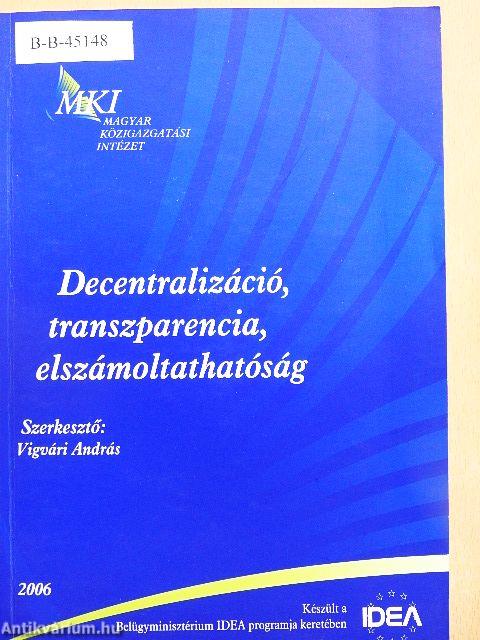 B-B-45148
MKI
MAGYAR
KÖZIGAZGATÁSI
INTÉZET
Decentralizáció,
transzparencia,
elszámoltathatóság
Szerkesztő:
Vigvári András
2006
Készült a
Belügyminisztérium IDEA programja keretében
IDEA
Antikvárium.hu